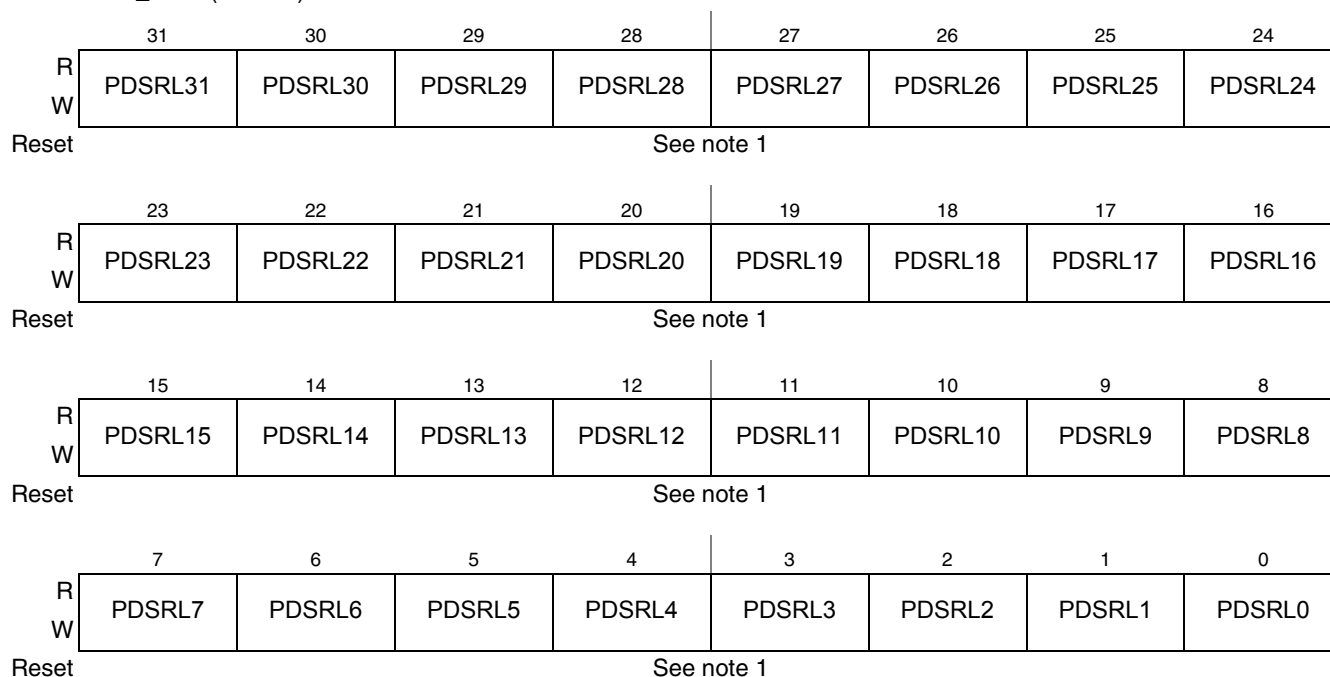 31 30 29 28 27 26 25 24
R
W
PDSRL31 PDSRL30 PDSRL29 PDSRL28 PDSRL27 PDSRL26 PDSRL25 PDSRL24
Reset See note 1
23 22 21 20 19 18 17 16
R
W
PDSRL23 PDSRL22 PDSRL21 PDSRL20 PDSRL19 PDSRL18 PDSRL17 PDSRL16
Reset See note 1
15 14 13 12 11 10 9 8
R
W
PDSRL15 PDSRL14 PDSRL13 PDSRL12 PDSRL11 PDSRL10 PDSRL9 PDSRL8
Reset See note 1
7 6 5 4 3 2 1 0
R
W
PDSRL7 PDSRL6 PDSRL5 PDSRL4 PDSRL3 PDSRL2 PDSRL1 PDSRL0
Reset See note 1